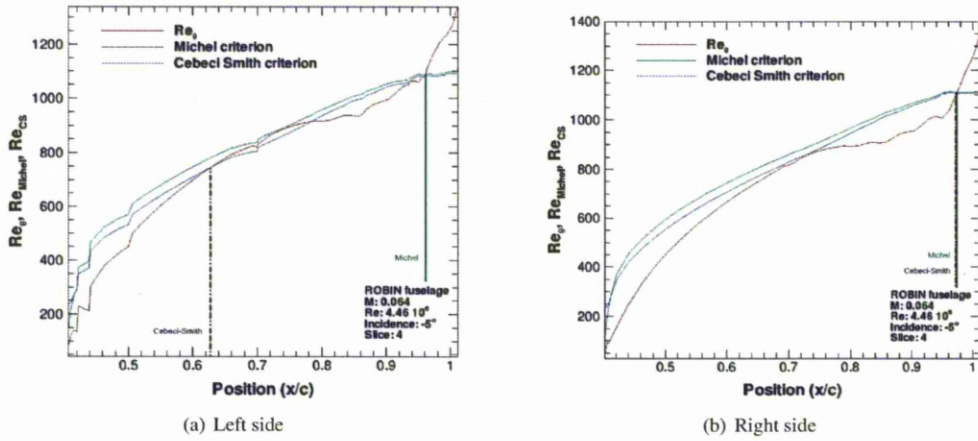 Re_θ, Re_Michel, Re_CS
1200
1000
800
600
400
200
Re_θ
Michel criterion
Cebeci Smith criterion
Michel
Cebeci-Smith
ROBIN fuselage
M: 0.064
Re: 4.46 10⁶
Incidence: -5°
Slice: 4
0.5 0.6 0.7 0.8 0.9 1
Position (x/c)
(a) Left side
Re_θ, Re_Michel, Re_CS
1400
1200
1000
800
600
400
200
Re_θ
Michel criterion
Cebeci Smith criterion
Michel
Cebeci-Smith
ROBIN fuselage
M: 0.064
Re: 4.46 10⁶
Incidence: -5°
Slice: 4
0.4 0.5 0.6 0.7 0.8 0.9 1
Position (x/c)
(b) Right side